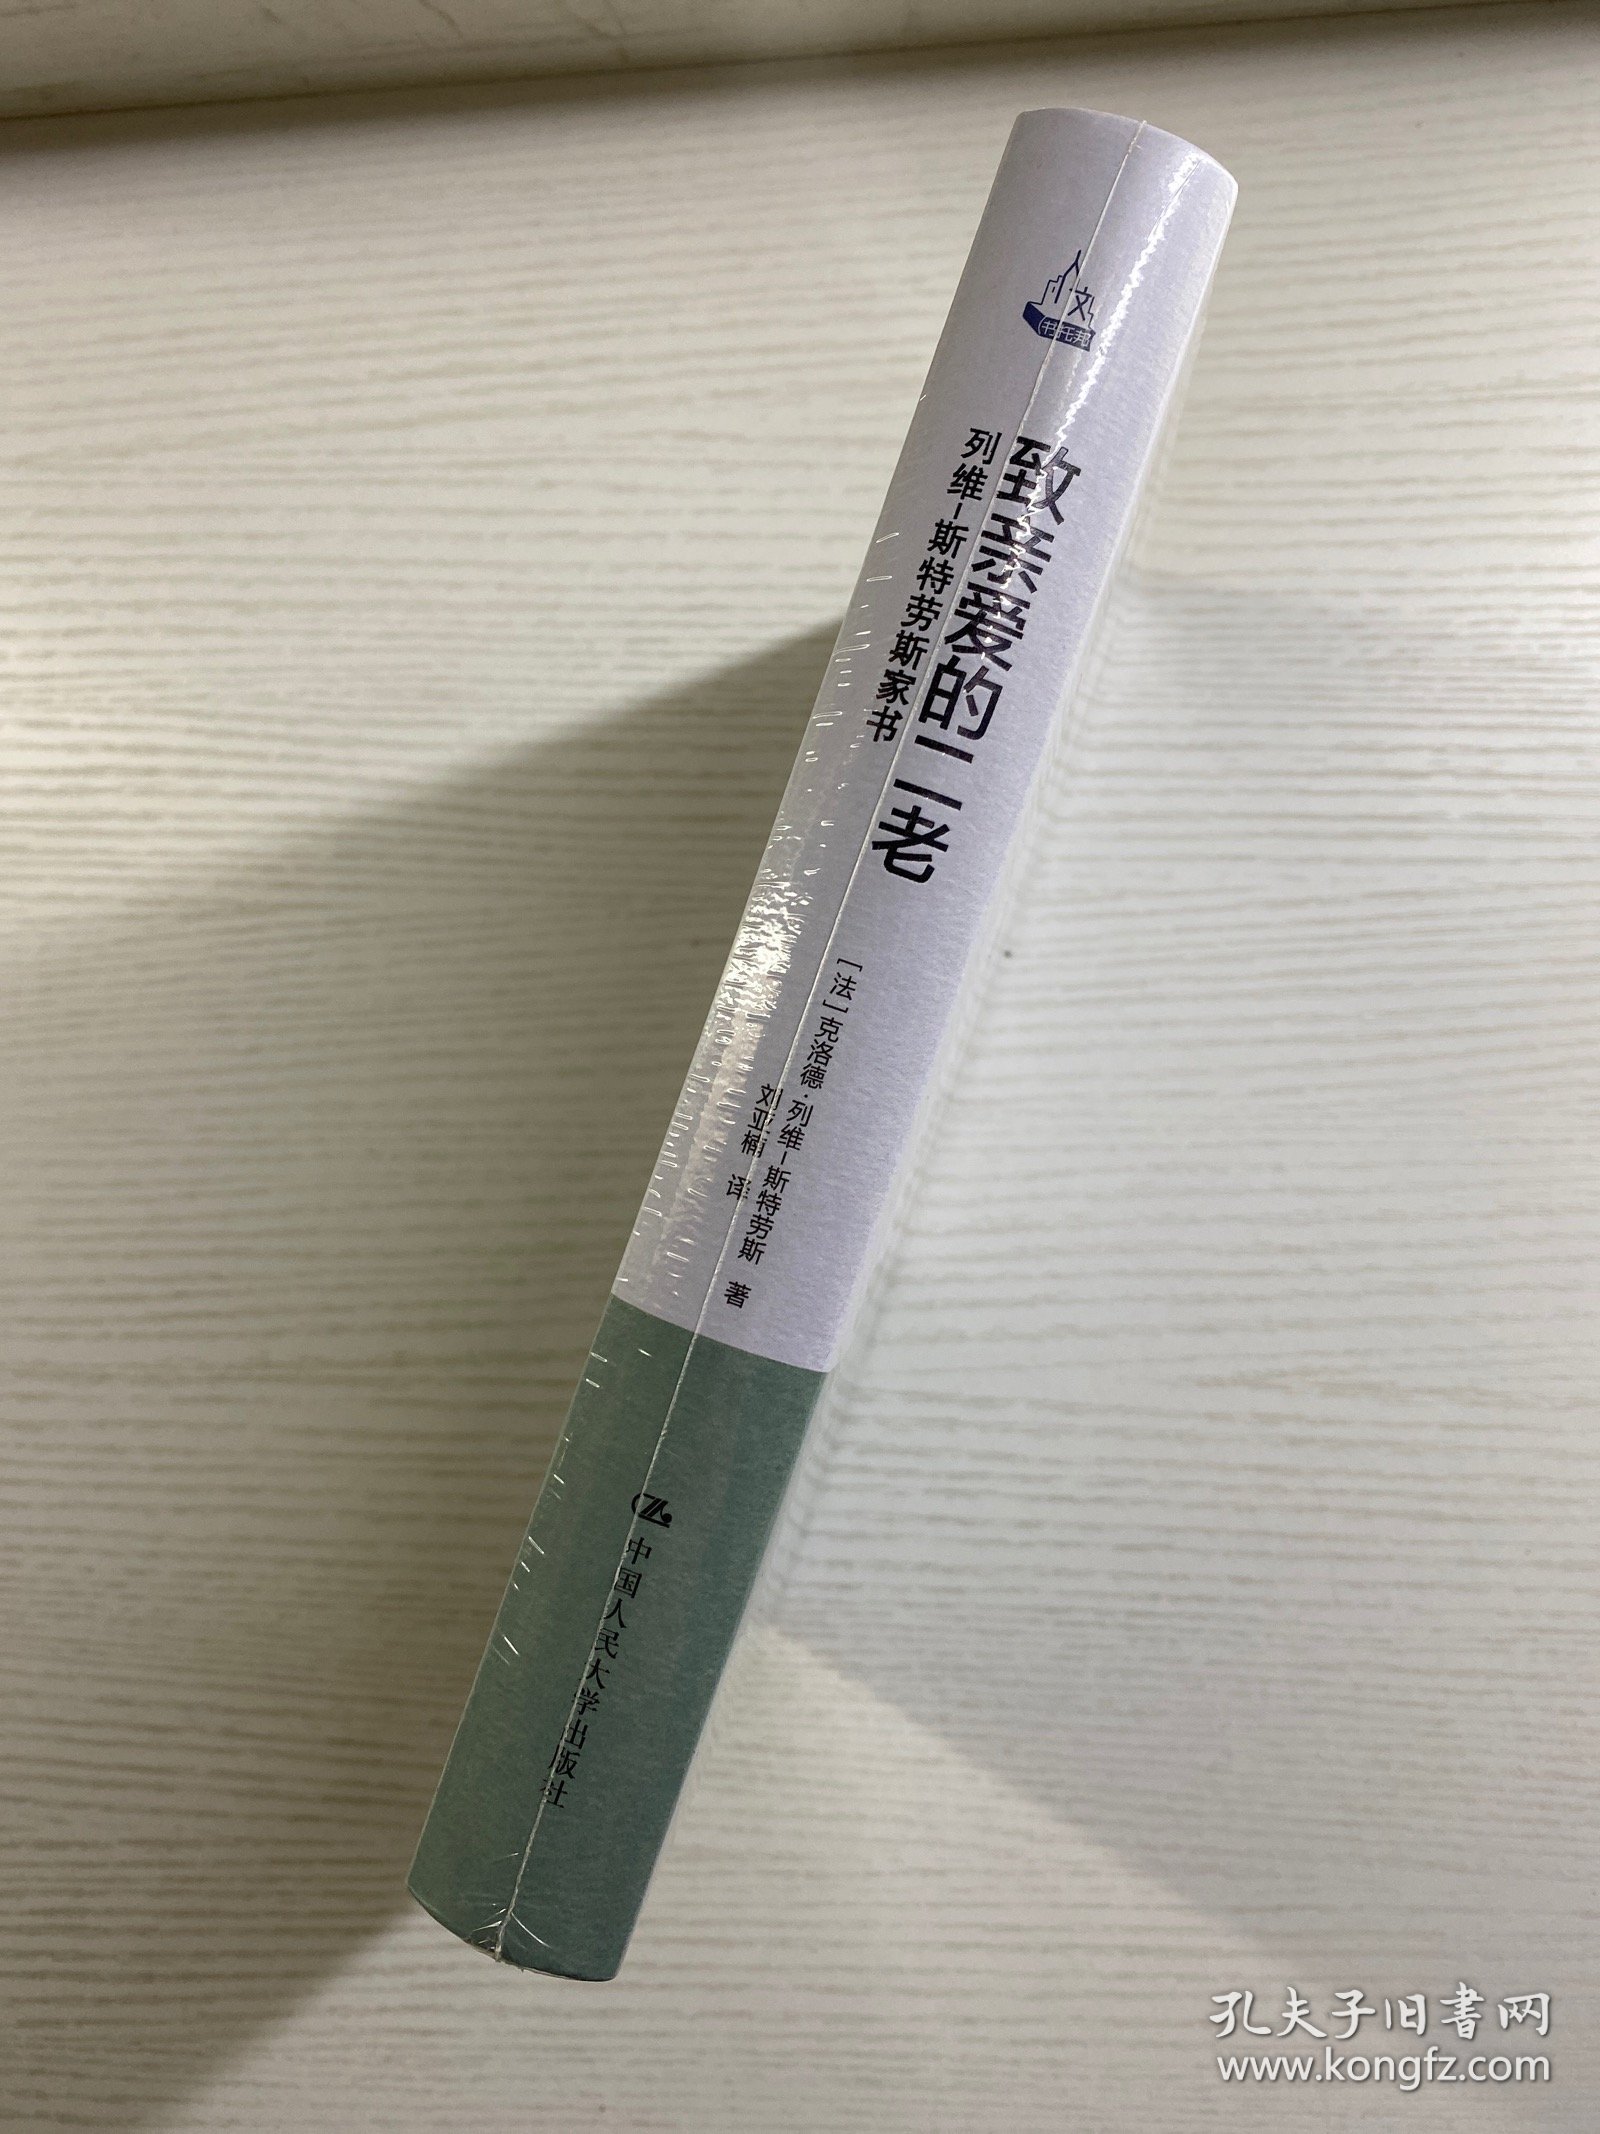 人文
书托邦
致亲爱的二老
列维-斯特劳斯家书
[法]克洛德·列维-斯特劳斯 著
刘亚楠 译
中国人民大学出版社
孔夫子旧书网
www.kongfz.com